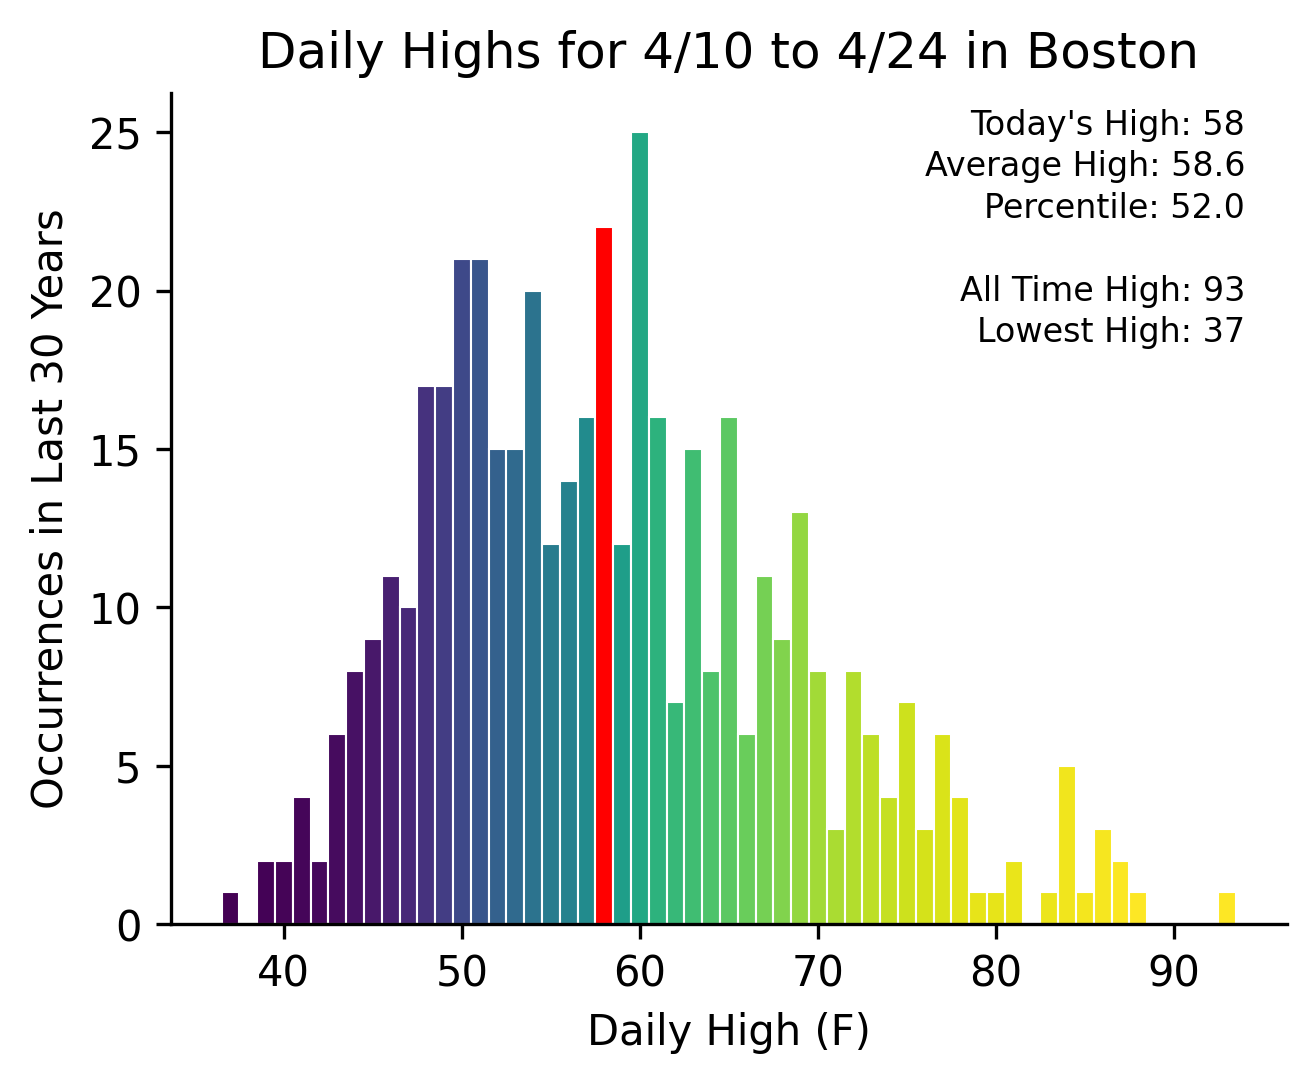 Daily Highs for 4/10 to 4/24 in Boston
Today's High: 58
Average High: 58.6
Percentile: 52.0
All Time High: 93
Lowest High: 37
Occurrences in Last 30 Years
25
20
15
10
5
0
40 50 60 70 80 90
Daily High (F)